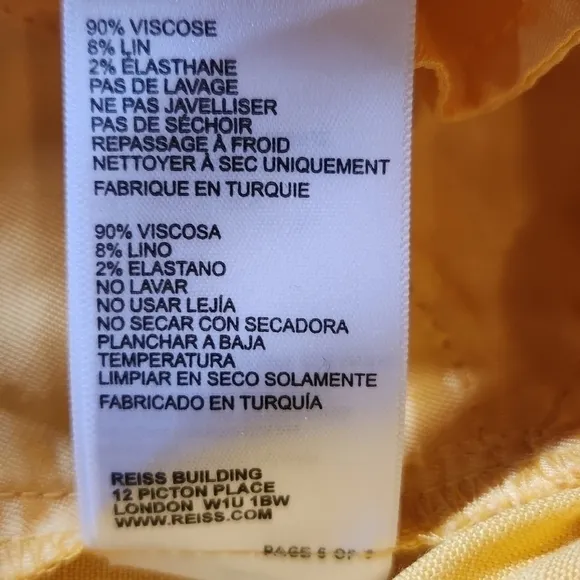 90% VISCOSE
8% LIN
2% ÉLASTHANE
PAS DE LAVAGE
NE PAS JAVELLISER
PAS DE SÉCHOIR
REPASSAGE À FROID
NETTOYER À SEC UNIQUEMENT
FABRIQUE EN TURQUIE
90% VISCOSA
8% LINO
2% ELASTANO
NO LAVAR
NO USAR LEJÍA
NO SECAR CON SECADORA
PLANCHAR A BAJA
TEMPERATURA
LIMPIAR EN SECO SOLAMENTE
FABRICADO EN TURQUÍA
REISS BUILDING
12 PICTON PLACE
LONDON W1U 1BW
WWW.REISS.COM
PAGE OF